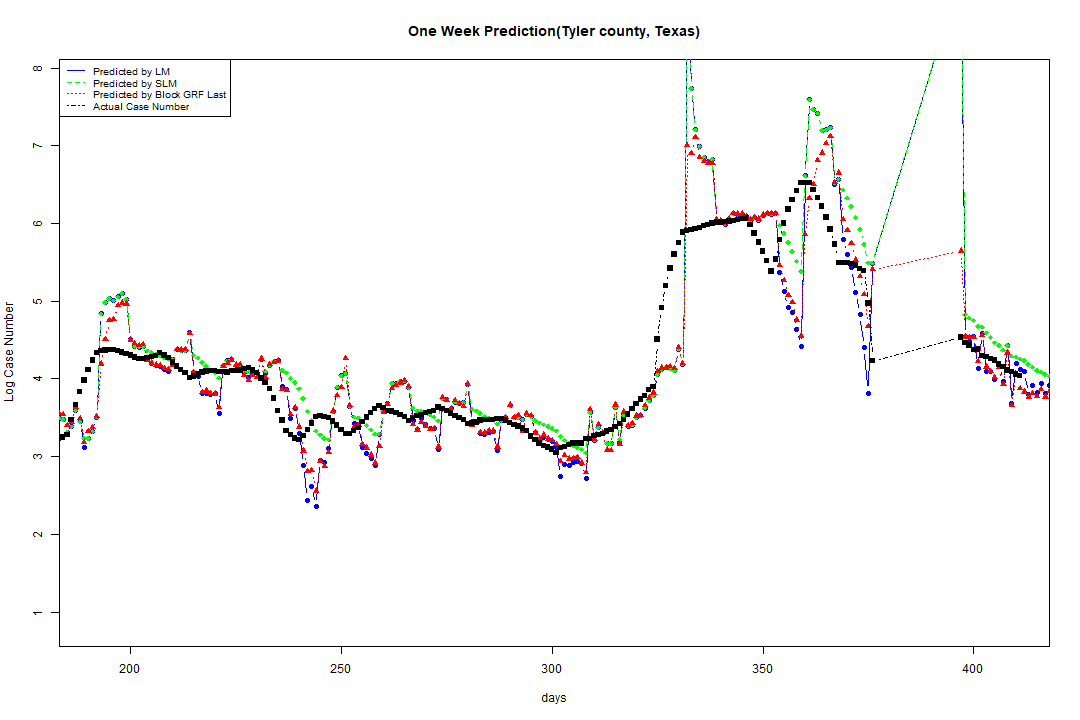 One Week Prediction(Tyler county, Texas)
Predicted by LM
Predicted by SLM
Predicted by Block GRF Last
Actual Case Number
8
7
6
5
4
3
2
1
Log Case Number
200 250 300 350 400
days